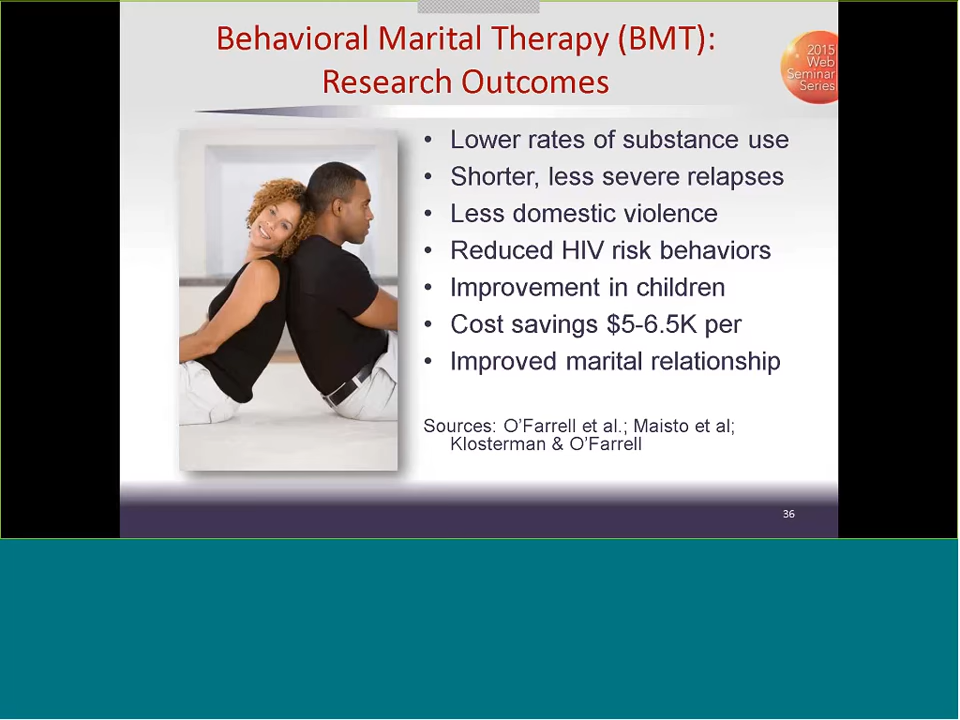 Behavioral Marital Therapy (BMT):
Research Outcomes
2015
Web
Seminar
Series
• Lower rates of substance use
• Shorter, less severe relapses
• Less domestic violence
• Reduced HIV risk behaviors
• Improvement in children
• Cost savings $5-6.5K per
• Improved marital relationship
Sources: O’Farrell et al.; Maisto et al;
Klosterman & O’Farrell
36